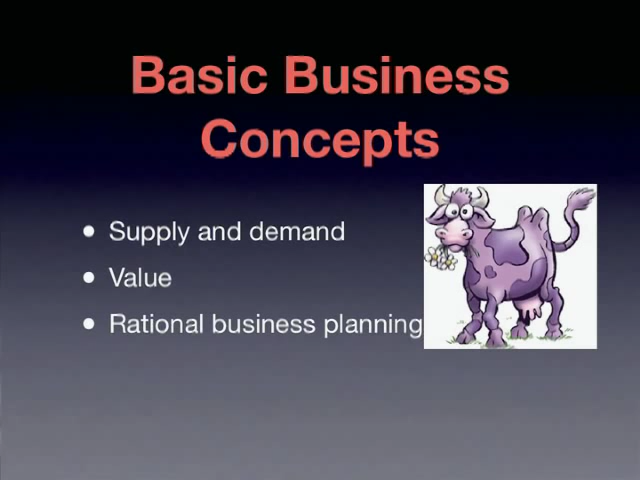 Basic Business
Concepts
• Supply and demand
• Value
• Rational business planning